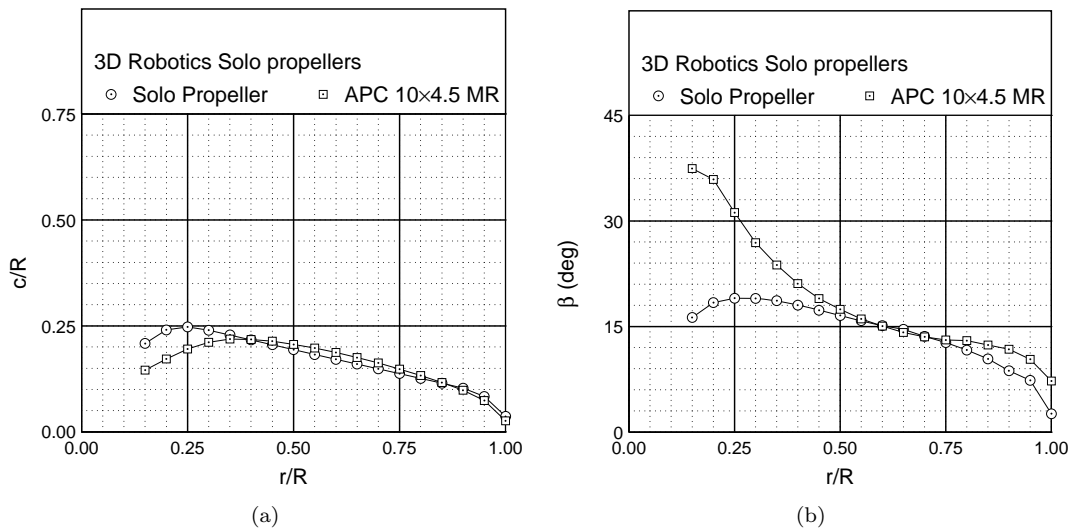 3D Robotics Solo propellers
Solo Propeller APC 10×4.5 MR
0.75
0.50
0.25
0.00
c/R
0.00 0.25 0.50 0.75 1.00
r/R
(a)
3D Robotics Solo propellers
Solo Propeller APC 10×4.5 MR
45
30
15
0
β (deg)
0.00 0.25 0.50 0.75 1.00
r/R
(b)